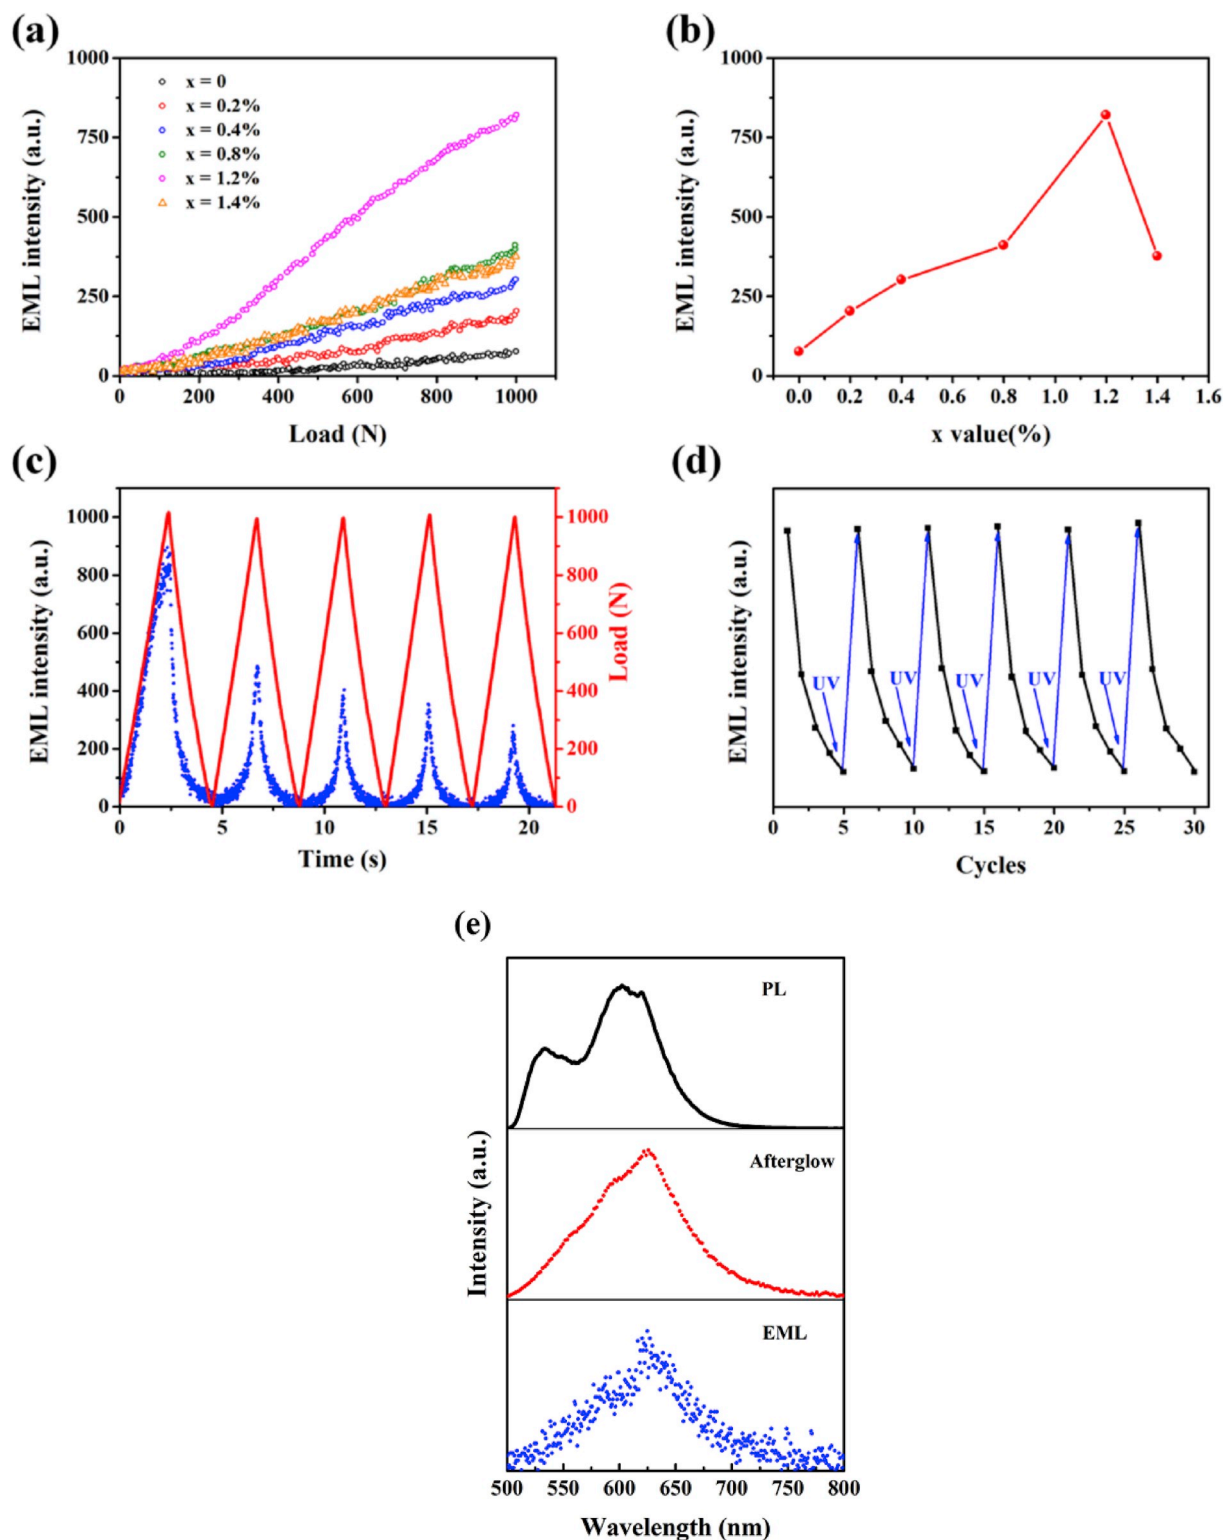 (a)
EML intensity (a.u.)
1000
750
500
250
0
x = 0
x = 0.2%
x = 0.4%
x = 0.8%
x = 1.2%
x = 1.4%
0 200 400 600 800 1000
Load (N)
(b)
EML intensity (a.u.)
1000
750
500
250
0
0.0 0.2 0.4 0.6 0.8 1.0 1.2 1.4 1.6
x value(%)
(c)
EML intensity (a.u.)
1000
800
600
400
200
0
1000
800
600
400
200
0
Load (N)
0 5 10 15 20
Time (s)
(d)
EML intensity (a.u.)
UV UV UV UV UV
0 5 10 15 20 25 30
Cycles
(e)
PL
Afterglow
EML
Intensity (a.u.)
500 550 600 650 700 750 800
Wavelength (nm)